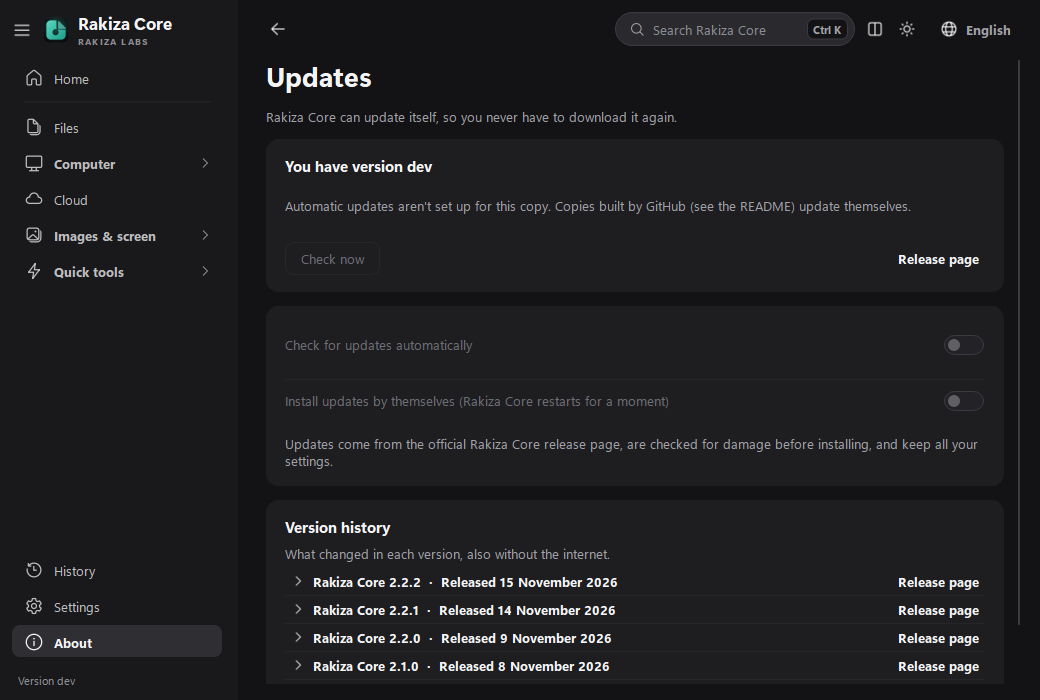 Rakiza Core
RAKIZA LABS
Home
Files
Computer
Cloud
Images & screen
Quick tools
History
Settings
About
Version dev
Search Rakiza Core
Ctrl K
English
Updates
Rakiza Core can update itself, so you never have to download it again.
You have version dev
Automatic updates aren't set up for this copy. Copies built by GitHub (see the README) update themselves.
Check now
Release page
Check for updates automatically
Install updates by themselves (Rakiza Core restarts for a moment)
Updates come from the official Rakiza Core release page, are checked for damage before installing, and keep all your
settings.
Version history
What changed in each version, also without the internet.
Rakiza Core 2.2.2 · Released 15 November 2026 Release page
Rakiza Core 2.2.1 · Released 14 November 2026 Release page
Rakiza Core 2.2.0 · Released 9 November 2026 Release page
Rakiza Core 2.1.0 · Released 8 November 2026 Release page